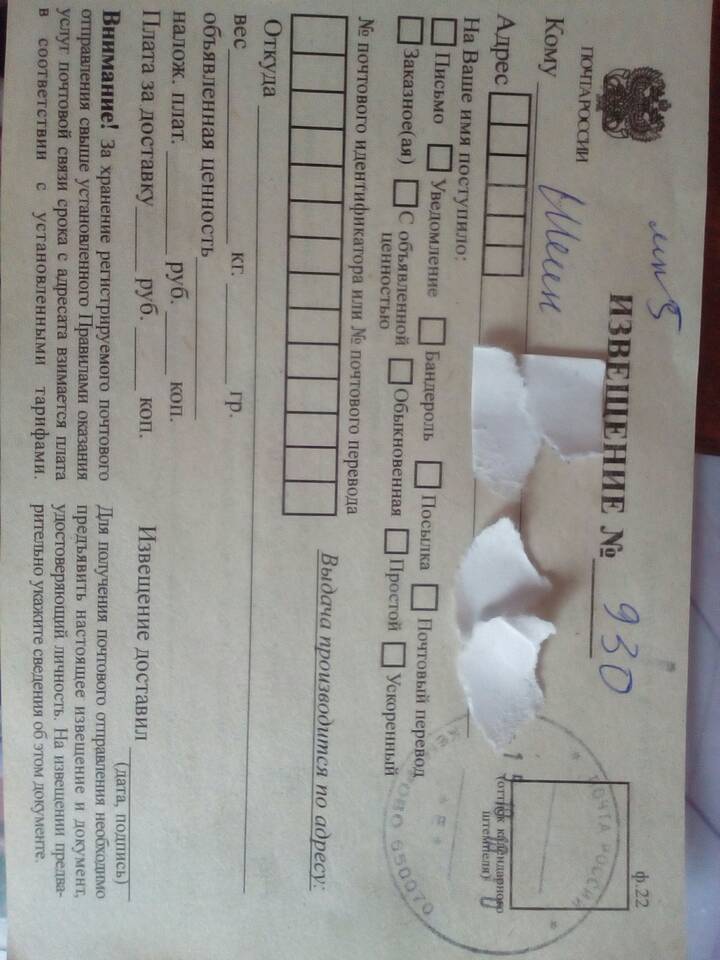 ПОЧТА РОССИИ
ИЗВЕЩЕНИЕ № 930
ф.22
Кому
Адрес
На Ваше имя поступило:
Письмо Уведомление Бандероль Посылка Почтовый перевод
Заказное(ая) С объявленной ценностью Обыкновенная Простой Ускоренный
(оттиск календарного штемпеля)
ПОЧТА РОССИИ
650070
№ почтового идентификатора или № почтового перевода
Выдача производится по адресу:
Откуда
вес кг. гр.
объявленная ценность
налож. плат. руб. коп.
Плата за доставку руб. коп.
Внимание! За хранение регистрируемого почтового
отправления свыше установленного Правилами оказания
услуг почтовой связи срока с адресата взимается плата
в соответствии с установленными тарифами.
Извещение доставил
(дата, подпись)
Для получения почтового отправления необходимо
предъявить настоящее извещение и документ,
удостоверяющий личность. На извещении предва-
рительно укажите сведения об этом документе.